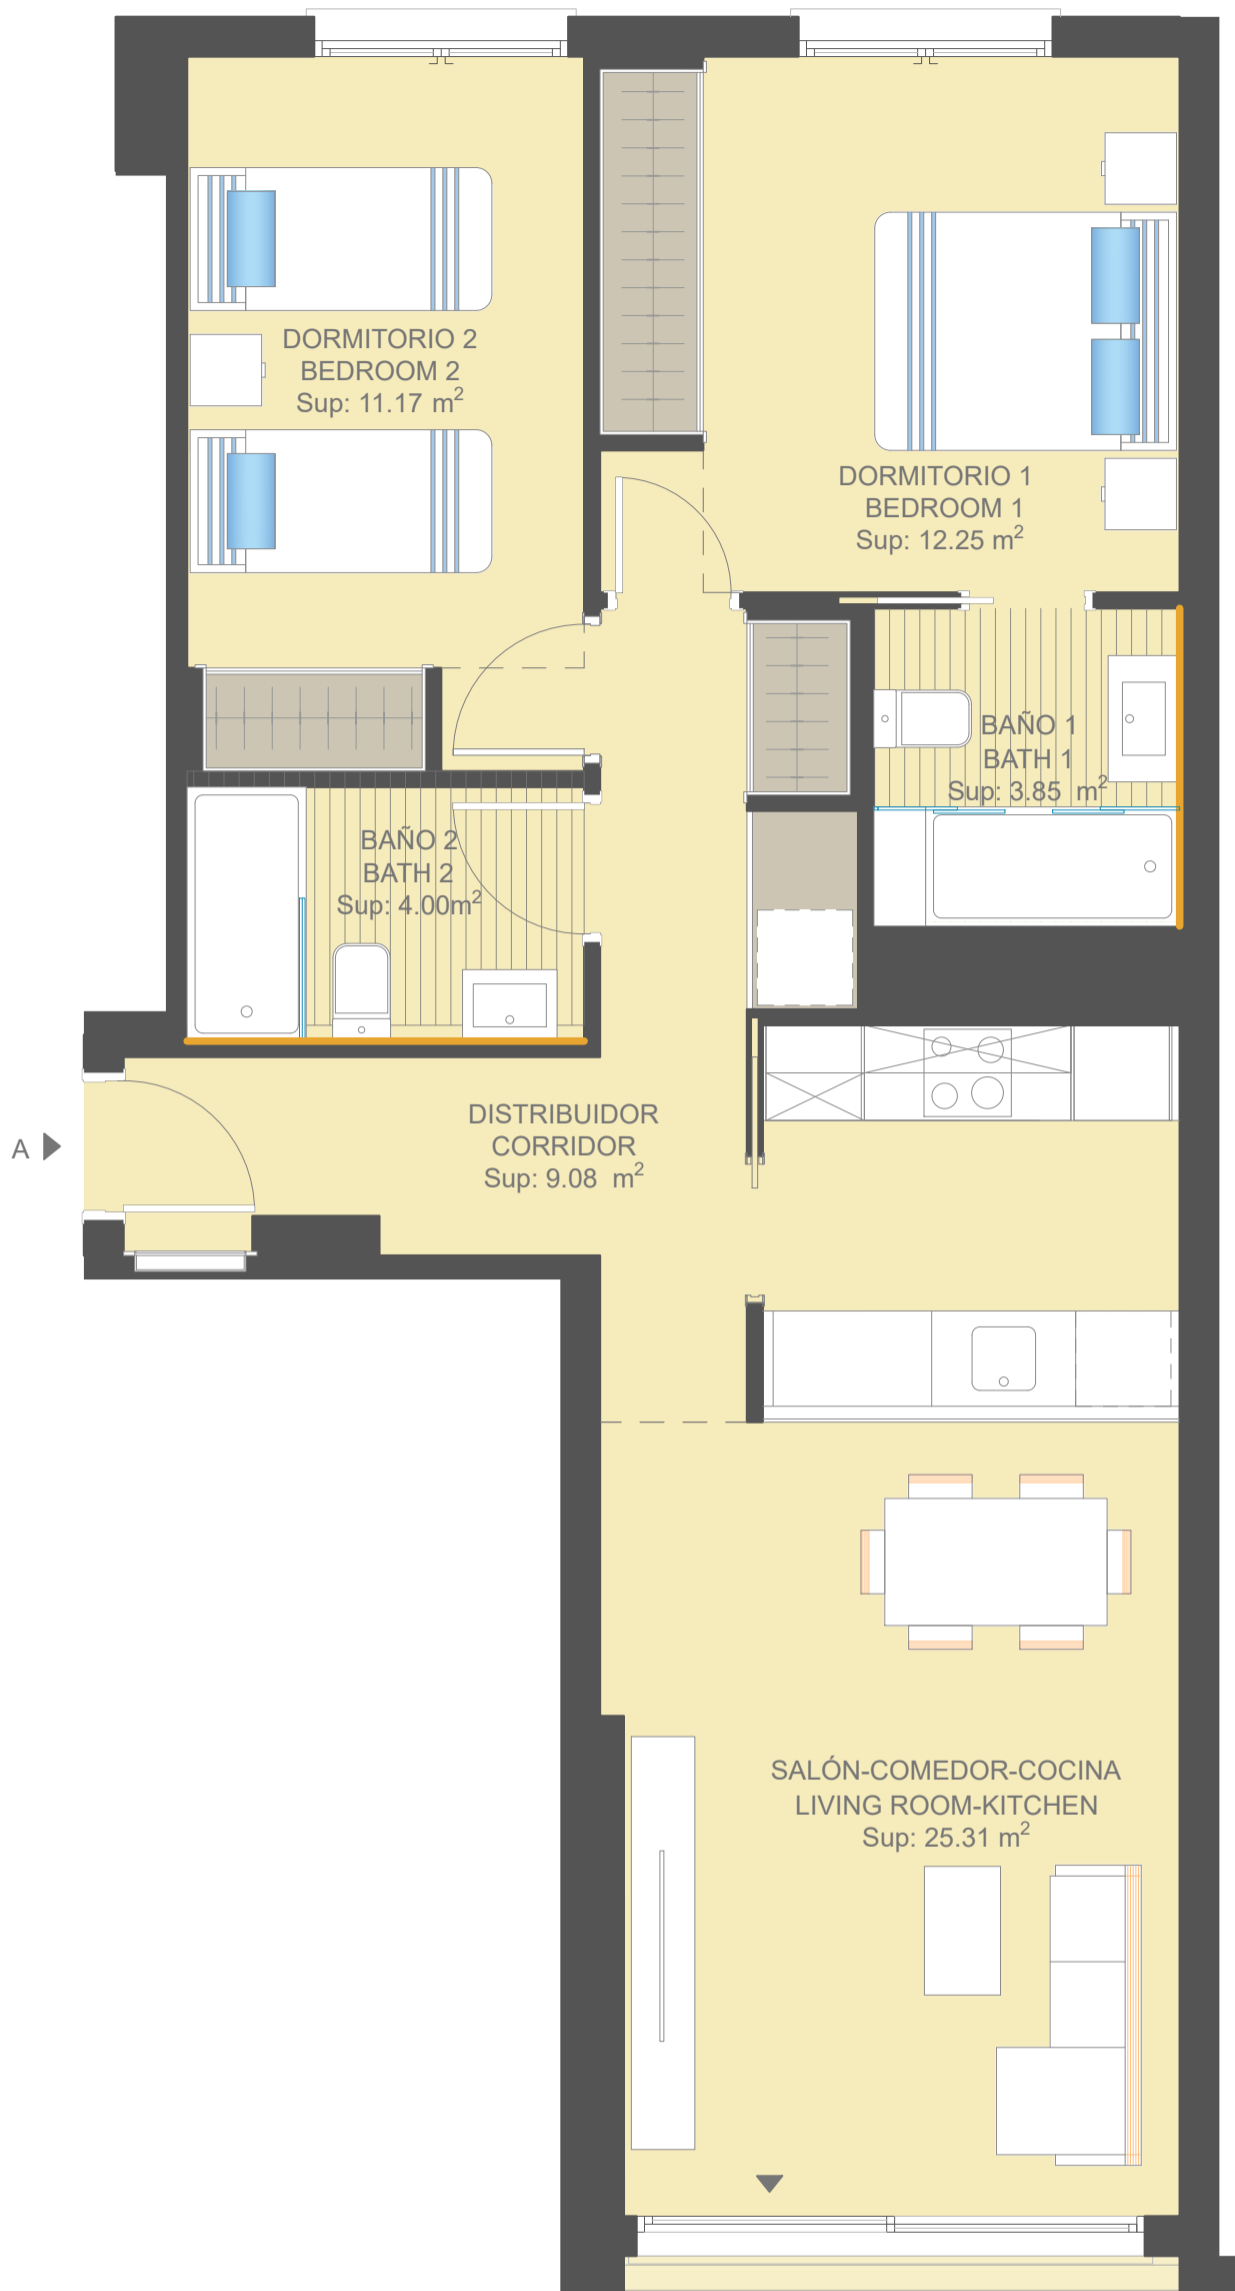 DORMITORIO 2
BEDROOM 2
Sup: 11.17 m²
DORMITORIO 1
BEDROOM 1
Sup: 12.25 m²
BAÑO 1
BATH 1
Sup: 3.85 m²
BAÑO 2
BATH 2
Sup: 4.00m²
DISTRIBUIDOR
CORRIDOR
Sup: 9.08 m²
A
SALÓN-COMEDOR-COCINA
LIVING ROOM-KITCHEN
Sup: 25.31 m²